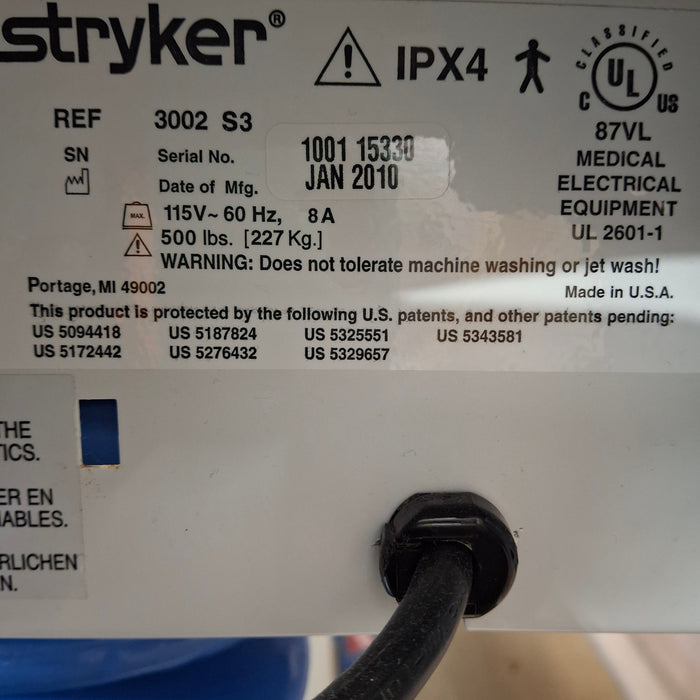 stryker®
IPX4
CLASSIFIED
C UL US
87VL
MEDICAL
ELECTRICAL
EQUIPMENT
UL 2601-1
REF 3002 S3
SN Serial No. 1001 15330
Date of Mfg. JAN 2010
MAX. 115V~ 60 Hz, 8 A
500 lbs. [227 Kg.]
WARNING: Does not tolerate machine washing or jet wash!
Portage, MI 49002 Made in U.S.A.
This product is protected by the following U.S. patents, and other patents pending:
US 5094418 US 5187824 US 5325551 US 5343581
US 5172442 US 5276432 US 5329657
THE
TICS.
ER EN
IABLES.
RLICHEN
N.